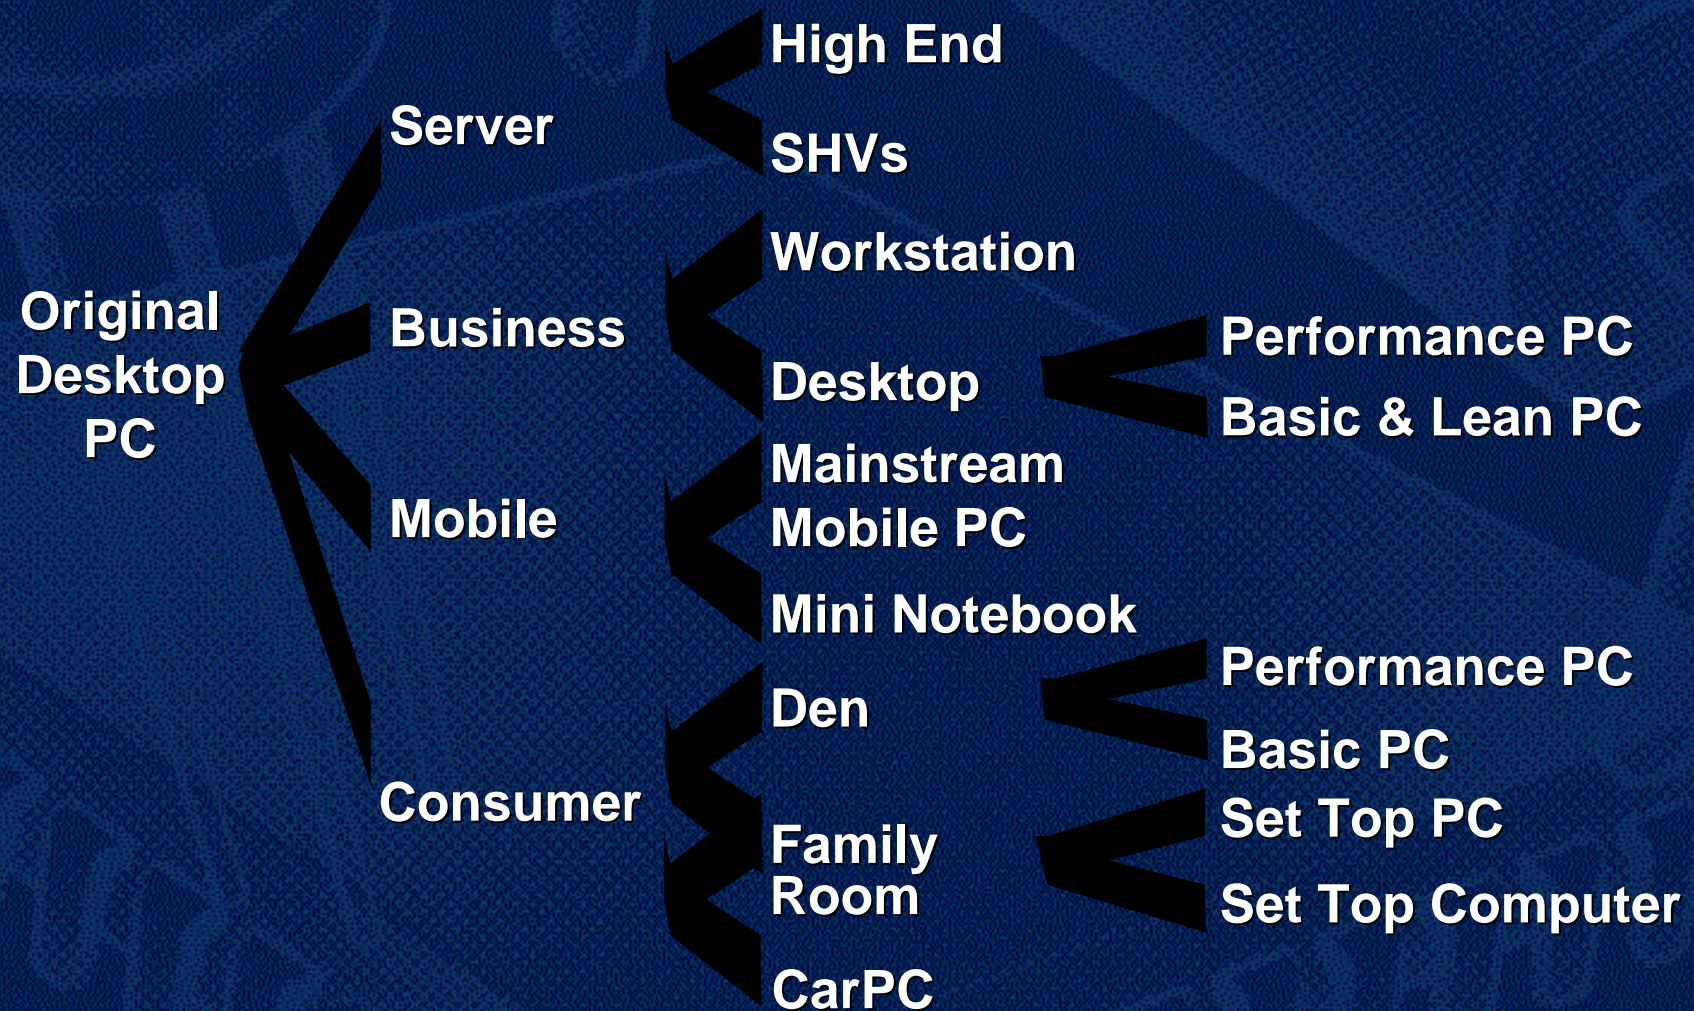 Original
Desktop
PC
Server
Business
Mobile
Consumer
High End
SHVs
Workstation
Desktop
Mainstream
Mobile PC
Mini Notebook
Den
Family
Room
CarPC
Performance PC
Basic & Lean PC
Performance PC
Basic PC
Set Top PC
Set Top Computer